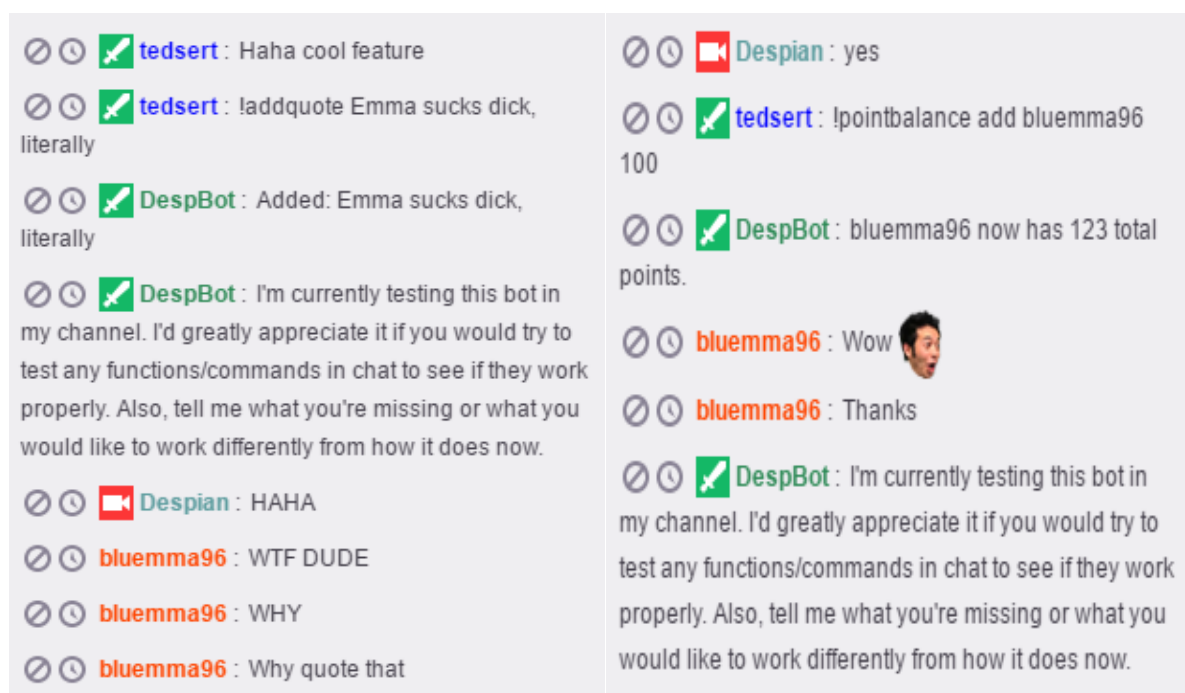 tedsert : Haha cool feature
tedsert : !addquote Emma sucks dick,
literally
DespBot : Added: Emma sucks dick,
literally
DespBot : I'm currently testing this bot in
my channel. I'd greatly appreciate it if you would try to
test any functions/commands in chat to see if they work
properly. Also, tell me what you're missing or what you
would like to work differently from how it does now.
Despian : HAHA
bluemma96 : WTF DUDE
bluemma96 : WHY
bluemma96 : Why quote that
Despian : yes
tedsert : !pointbalance add bluemma96
100
DespBot : bluemma96 now has 123 total
points.
bluemma96 : Wow
bluemma96 : Thanks
DespBot : I'm currently testing this bot in
my channel. I'd greatly appreciate it if you would try to
test any functions/commands in chat to see if they work
properly. Also, tell me what you're missing or what you
would like to work differently from how it does now.